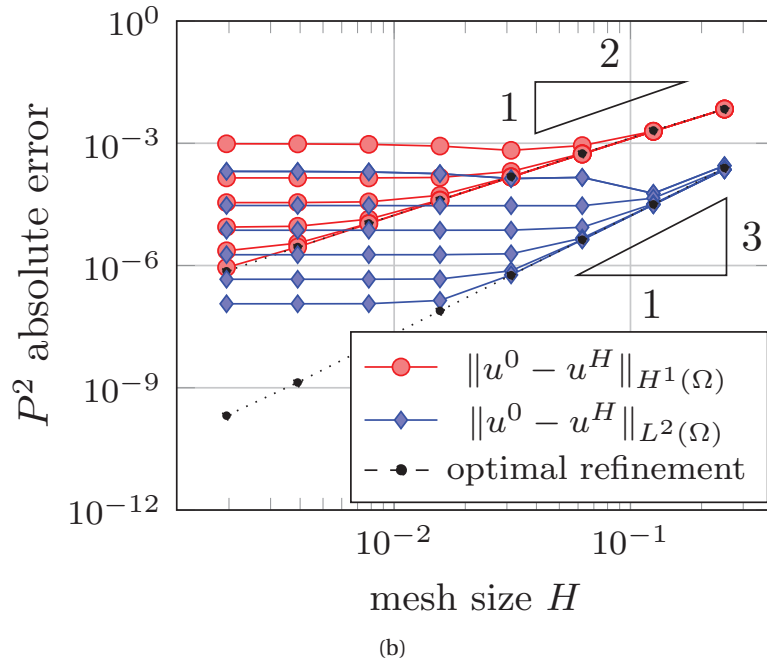 10^0
10^-3
10^-6
10^-9
10^-12
P^2 absolute error
2
1
3
1
‖u^0 − u^H‖_{H^1(Ω)}
‖u^0 − u^H‖_{L^2(Ω)}
optimal refinement
10^-2
10^-1
mesh size H
(b)